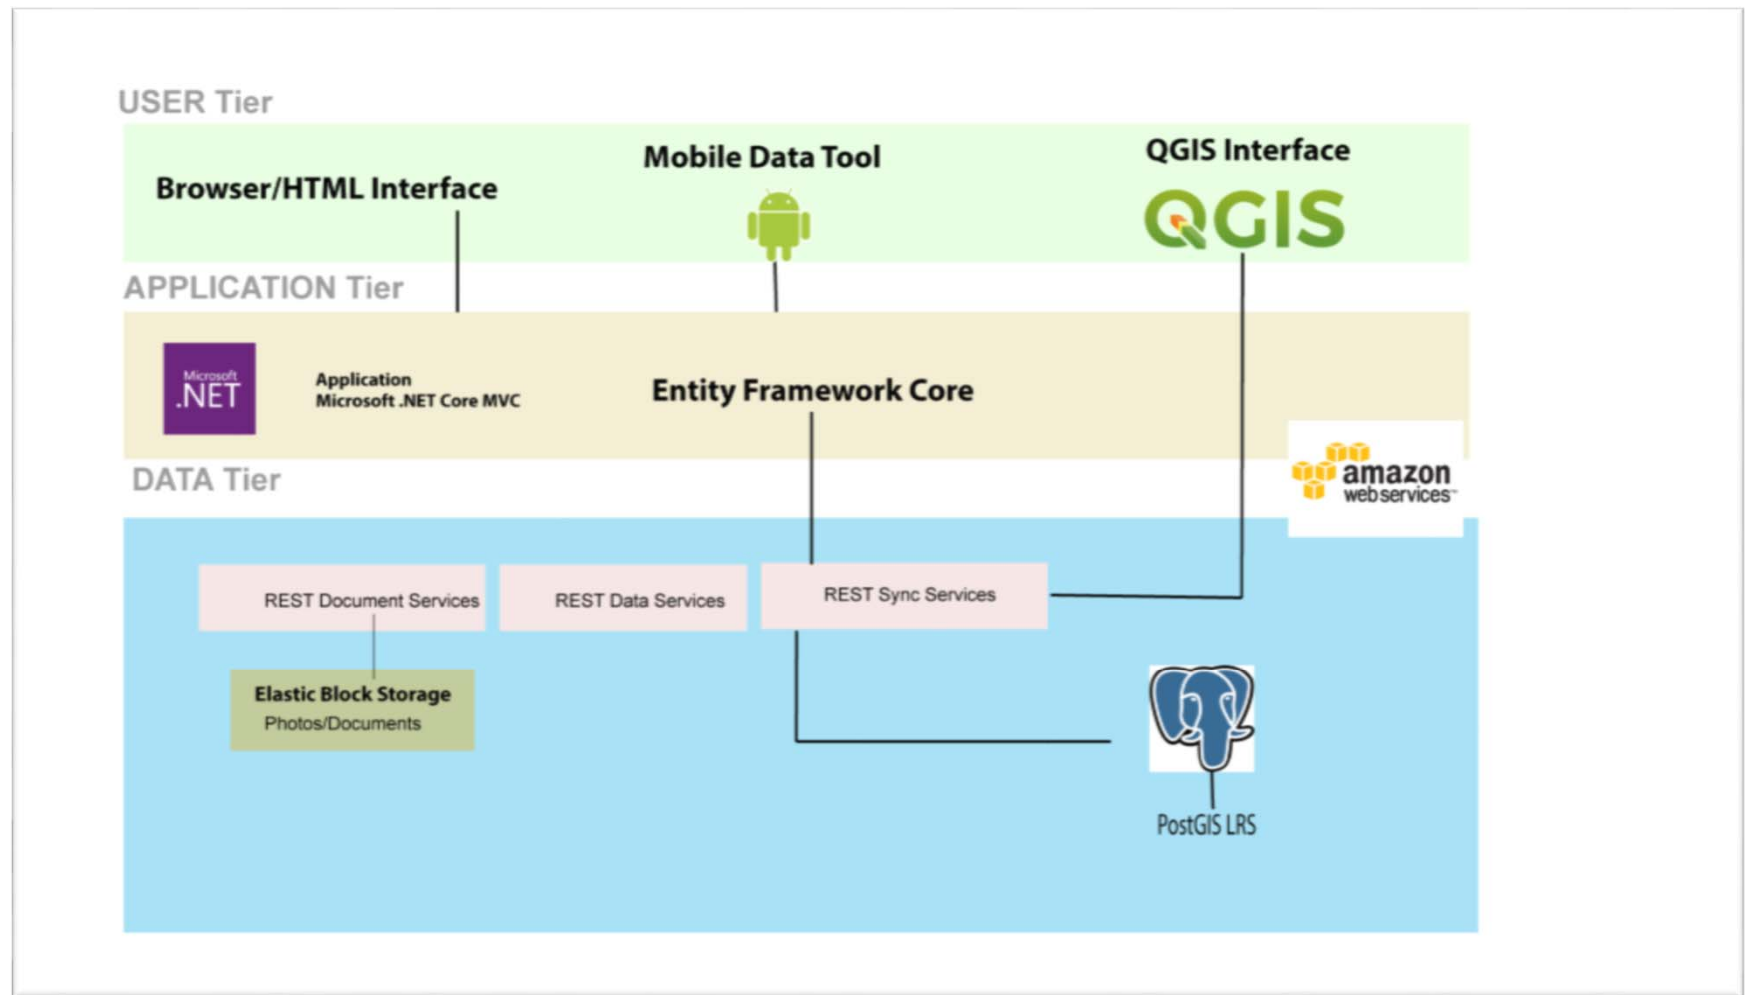 USER Tier
Browser/HTML Interface
Mobile Data Tool
QGIS Interface
QGIS
APPLICATION Tier
Microsoft
.NET
Application
Microsoft .NET Core MVC
Entity Framework Core
amazon
webservices™
DATA Tier
REST Document Services
REST Data Services
REST Sync Services
Elastic Block Storage
Photos/Documents
PostGIS LRS